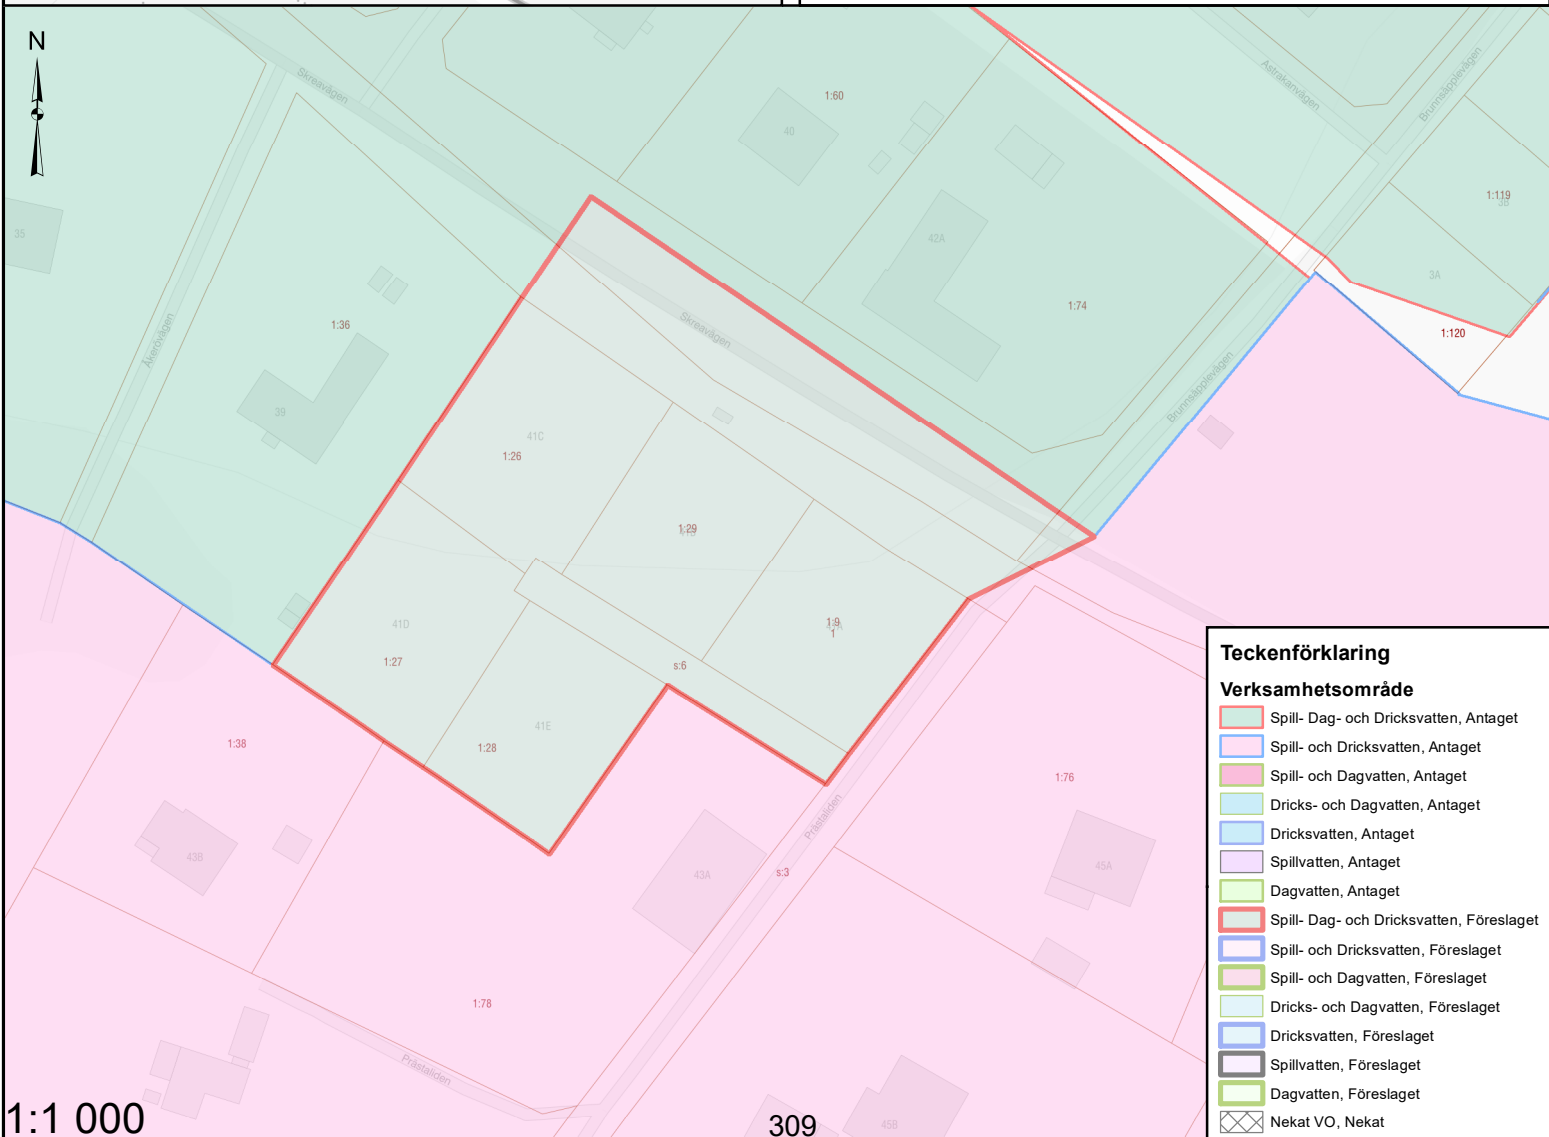 N
Skreavägen
1:60
40
Astrakanvägen
Brunnsäpplevägen
1:119
3B
35
42A
3A
1:74
1:36
Åkerövägen
Skreavägen
1:120
Brunnsäpplevägen
39
41C
1:26
1:29
41D
1:27
1:9
1
s:6
41E
1:28
1:38
1:76
Prästaliden
43B
43A
s:3
45A
1:78
Prästaliden
45B
1:1 000
309
Teckenförklaring
Verksamhetsområde
Spill- Dag- och Dricksvatten, Antaget
Spill- och Dricksvatten, Antaget
Spill- och Dagvatten, Antaget
Dricks- och Dagvatten, Antaget
Dricksvatten, Antaget
Spillvatten, Antaget
Dagvatten, Antaget
Spill- Dag- och Dricksvatten, Föreslaget
Spill- och Dricksvatten, Föreslaget
Spill- och Dagvatten, Föreslaget
Dricks- och Dagvatten, Föreslaget
Dricksvatten, Föreslaget
Spillvatten, Föreslaget
Dagvatten, Föreslaget
Nekat VO, Nekat